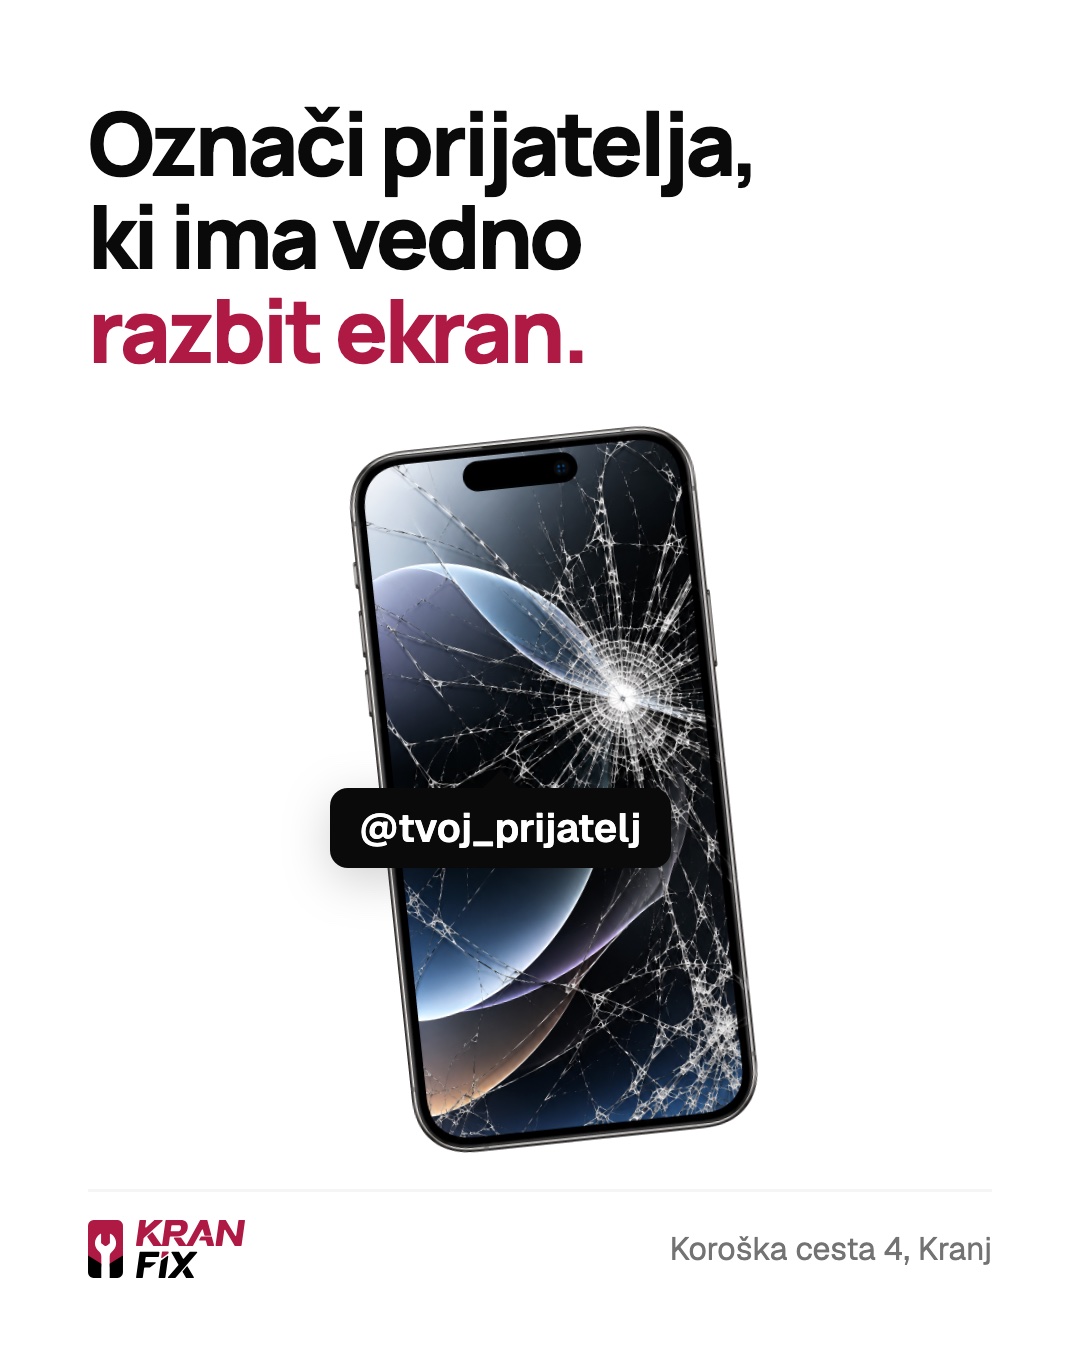 Označi prijatelja,
ki ima vedno
razbit ekran.
@tvoj_prijatelj
KRAN
FIX
Koroška cesta 4, Kranj